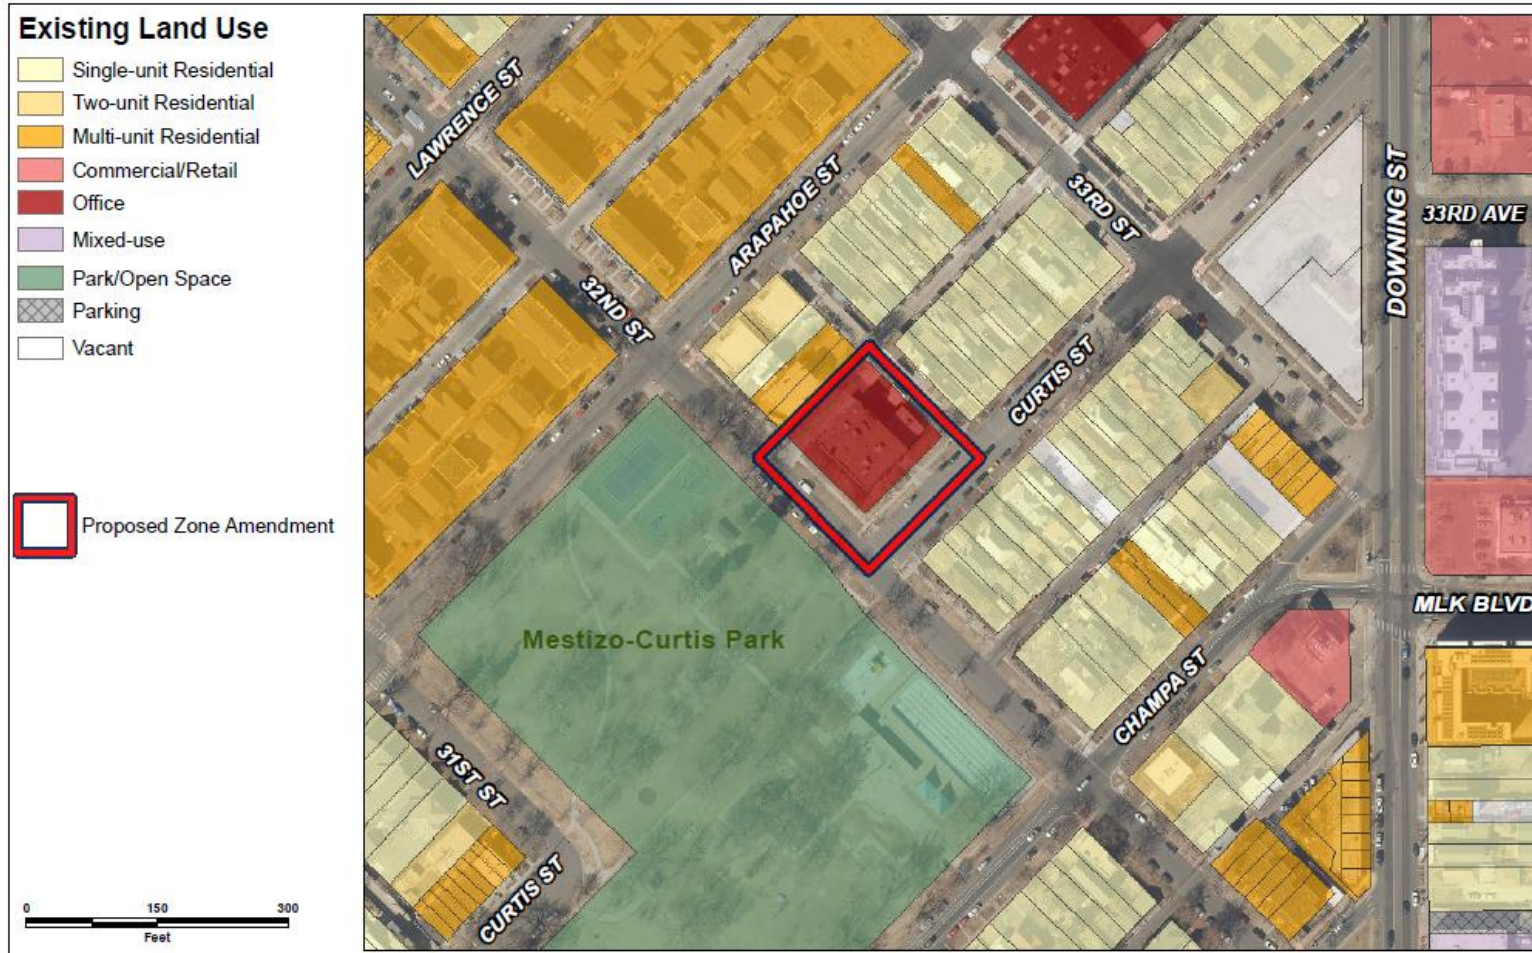 Existing Land Use
Single-unit Residential
Two-unit Residential
Multi-unit Residential
Commercial/Retail
Office
Mixed-use
Park/Open Space
Parking
Vacant
Proposed Zone Amendment
0 150 300
Feet
LAWRENCE ST
ARAPAHOE ST
33RD ST
DOWNING ST
33RD AVE
32ND ST
CURTIS ST
MLK BLVD
Mestizo-Curtis Park
CHAMPA ST
31ST ST
CURTIS ST